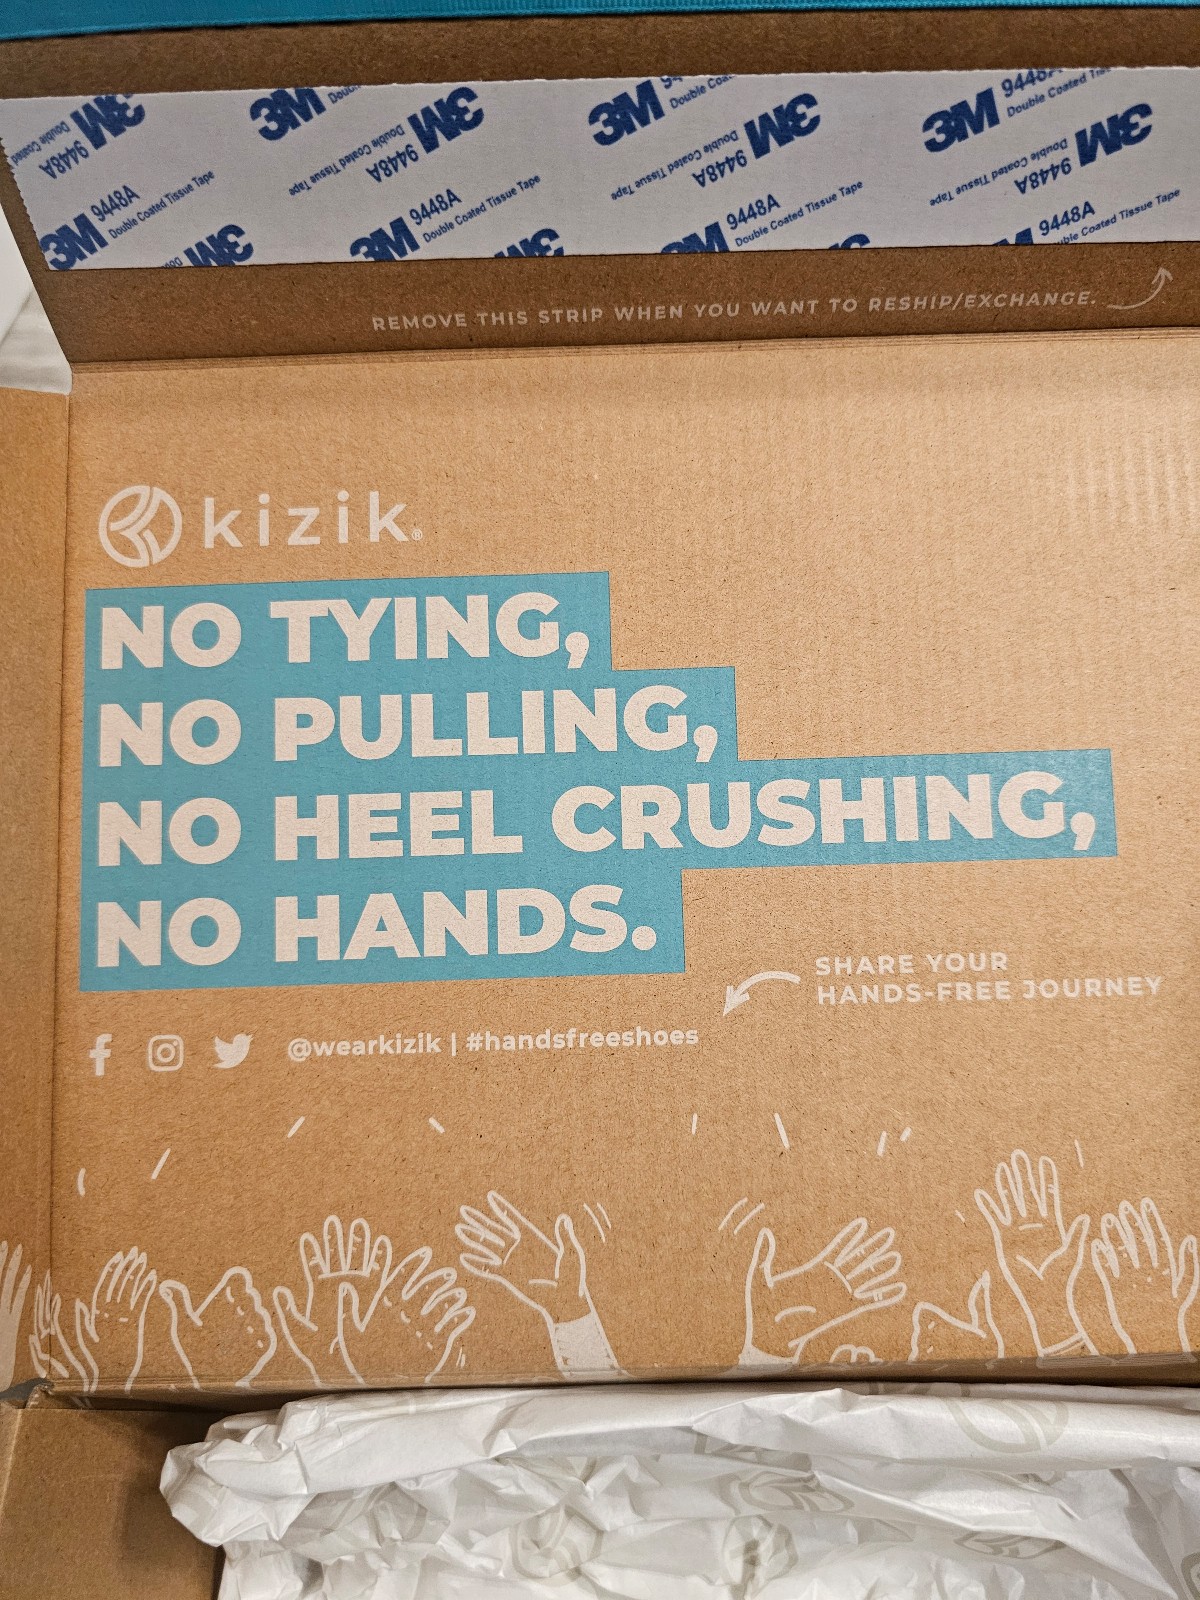 3M 9448A Double Coated Tissue Tape
REMOVE THIS STRIP WHEN YOU WANT TO RESHIP/EXCHANGE.
kizik®
NO TYING,
NO PULLING,
NO HEEL CRUSHING,
NO HANDS.
SHARE YOUR
HANDS-FREE JOURNEY
@wearkizik | #handsfreeshoes